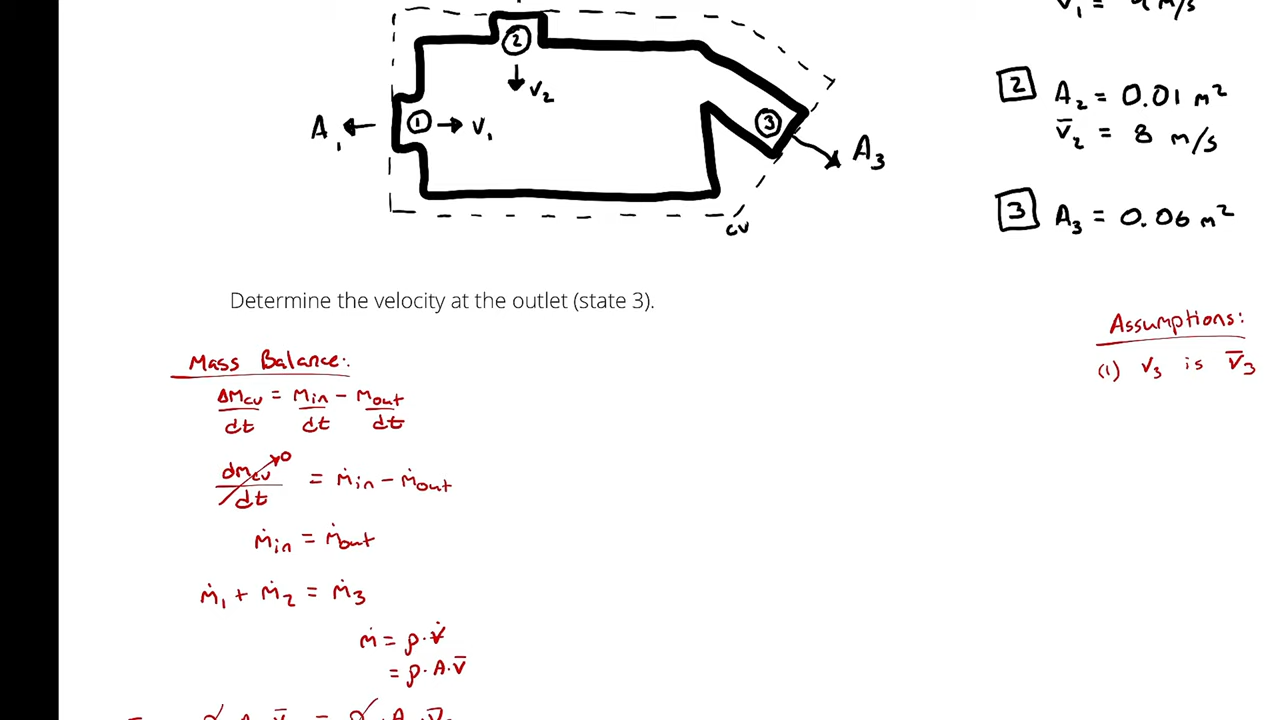 ② 
v₂
A₁ ← ① → v₁
③
A₃
CV
2 A₂ = 0.01 m²
v̅₂ = 8 m/s
3 A₃ = 0.06 m²
Determine the velocity at the outlet (state 3).
Assumptions:
(1) v₃ is v̅₃
Mass Balance:
Δmcv/dt = min/dt - mout/dt
dmcv/dt → 0 = ṁin - ṁout
ṁin = ṁout
ṁ₁ + ṁ₂ = ṁ₃
ṁ = ρ · v̇
= ρ · A · v̅